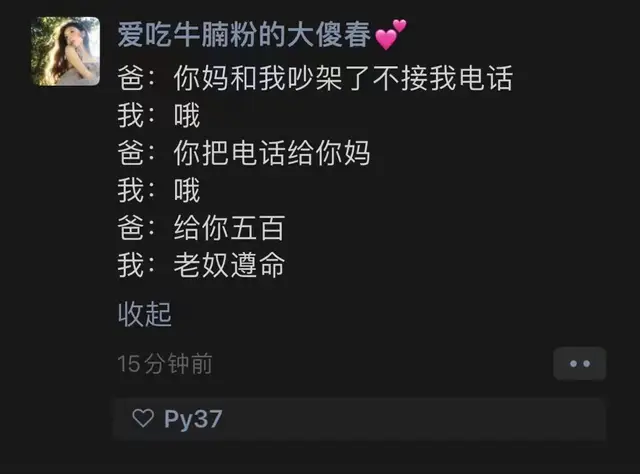 爱吃牛腩粉的大傻春💕
爸：你妈和我吵架了不接我电话
我：哦
爸：你把电话给你妈
我：哦
爸：给你五百
我：老奴遵命
收起
15分钟前
Py37